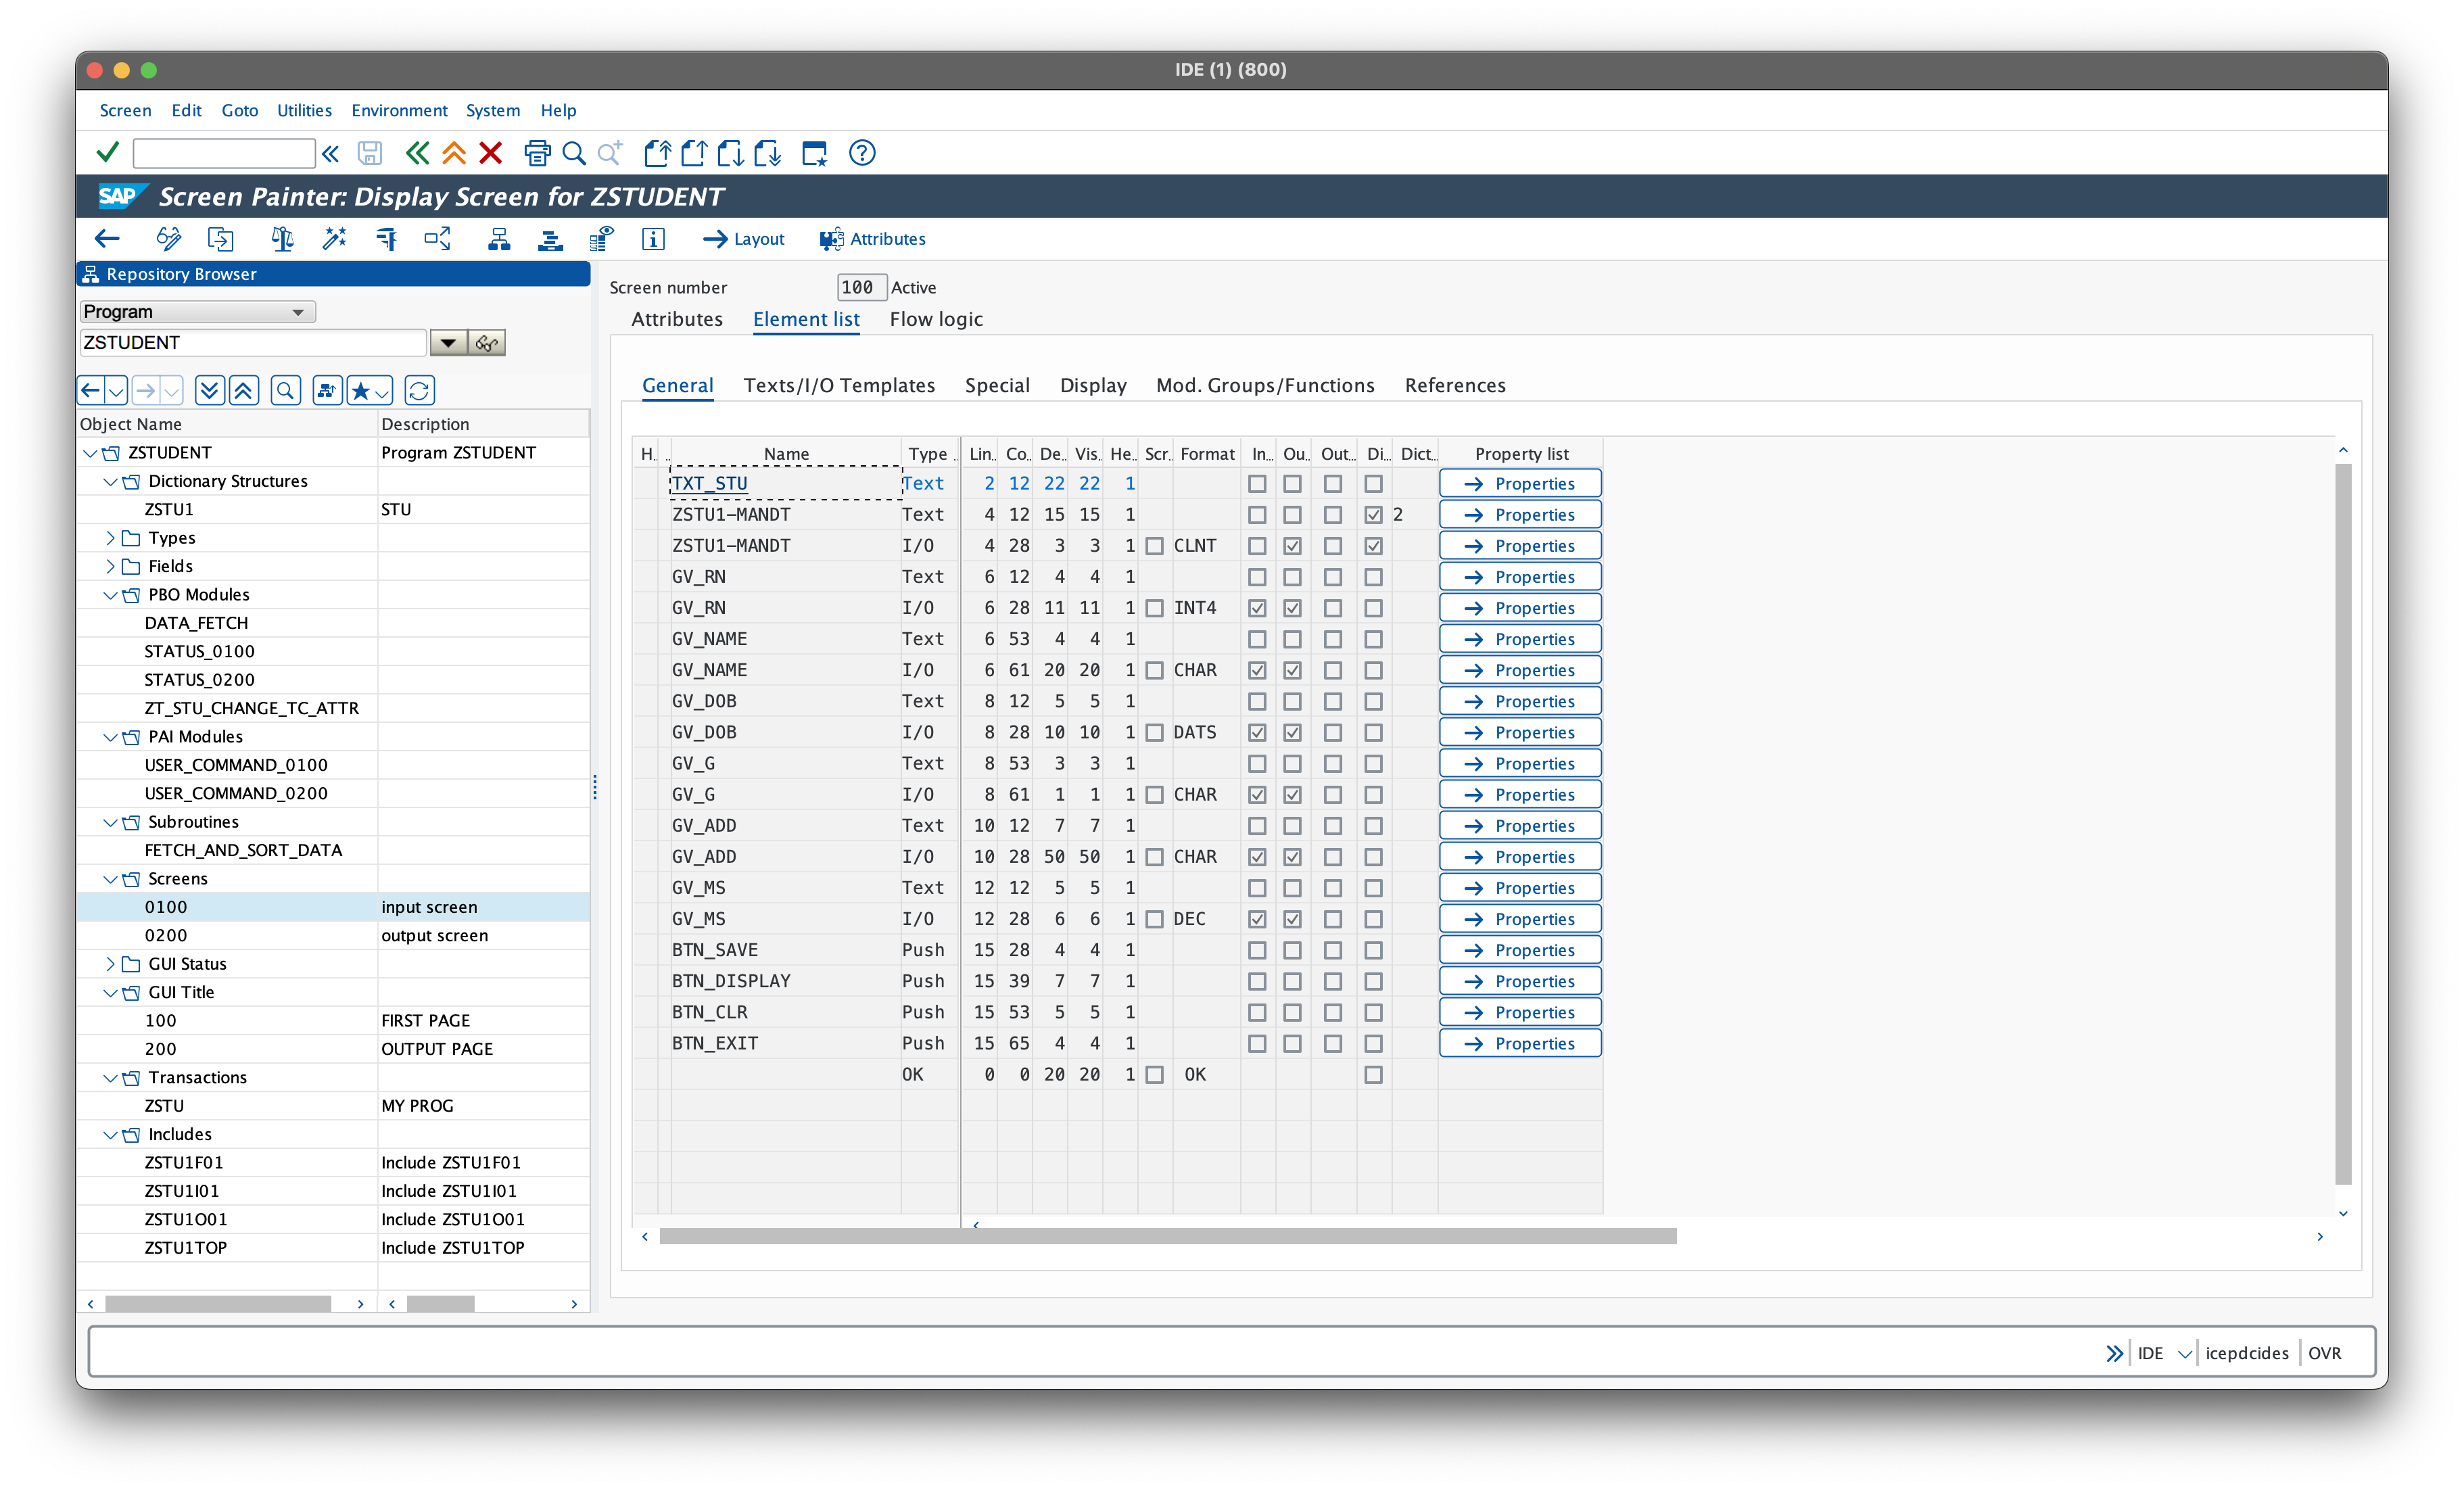 IDE (1) (800)
Screen Edit Goto Utilities Environment System Help
SAP Screen Painter: Display Screen for ZSTUDENT
Layout Attributes
Repository Browser
Program
ZSTUDENT
Object Name Description
ZSTUDENT Program ZSTUDENT
Dictionary Structures
ZSTU1 STU
Types
Fields
PBO Modules
DATA_FETCH
STATUS_0100
STATUS_0200
ZT_STU_CHANGE_TC_ATTR
PAI Modules
USER_COMMAND_0100
USER_COMMAND_0200
Subroutines
FETCH_AND_SORT_DATA
Screens
0100 input screen
0200 output screen
GUI Status
GUI Title
100 FIRST PAGE
200 OUTPUT PAGE
Transactions
ZSTU MY PROG
Includes
ZSTU1F01 Include ZSTU1F01
ZSTU1I01 Include ZSTU1I01
ZSTU1O01 Include ZSTU1O01
ZSTU1TOP Include ZSTU1TOP
Screen number 100 Active
Attributes Element list Flow logic
General Texts/I/O Templates Special Display Mod. Groups/Functions References
H.. .. Name Type .. Lin.. Co.. De.. Vis.. He.. Scr.. Format In... Ou... Out... Di... Dict... Property list
TXT_STU Text 2 12 22 22 1 Properties
ZSTU1-MANDT Text 4 12 15 15 1 2 Properties
ZSTU1-MANDT I/O 4 28 3 3 1 CLNT Properties
GV_RN Text 6 12 4 4 1 Properties
GV_RN I/O 6 28 11 11 1 INT4 Properties
GV_NAME Text 6 53 4 4 1 Properties
GV_NAME I/O 6 61 20 20 1 CHAR Properties
GV_DOB Text 8 12 5 5 1 Properties
GV_DOB I/O 8 28 10 10 1 DATS Properties
GV_G Text 8 53 3 3 1 Properties
GV_G I/O 8 61 1 1 1 CHAR Properties
GV_ADD Text 10 12 7 7 1 Properties
GV_ADD I/O 10 28 50 50 1 CHAR Properties
GV_MS Text 12 12 5 5 1 Properties
GV_MS I/O 12 28 6 6 1 DEC Properties
BTN_SAVE Push 15 28 4 4 1 Properties
BTN_DISPLAY Push 15 39 7 7 1 Properties
BTN_CLR Push 15 53 5 5 1 Properties
BTN_EXIT Push 15 65 4 4 1 Properties
OK 0 0 20 20 1 OK
IDE icepdcides OVR